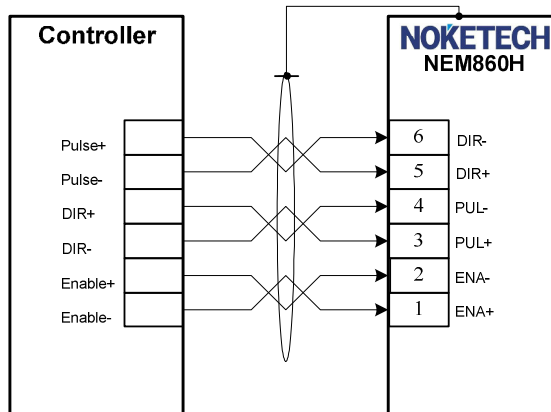 Controller
NOKETECH
NEM860H
Pulse+
Pulse-
DIR+
DIR-
Enable+
Enable-
6 DIR-
5 DIR+
4 PUL-
3 PUL+
2 ENA-
1 ENA+